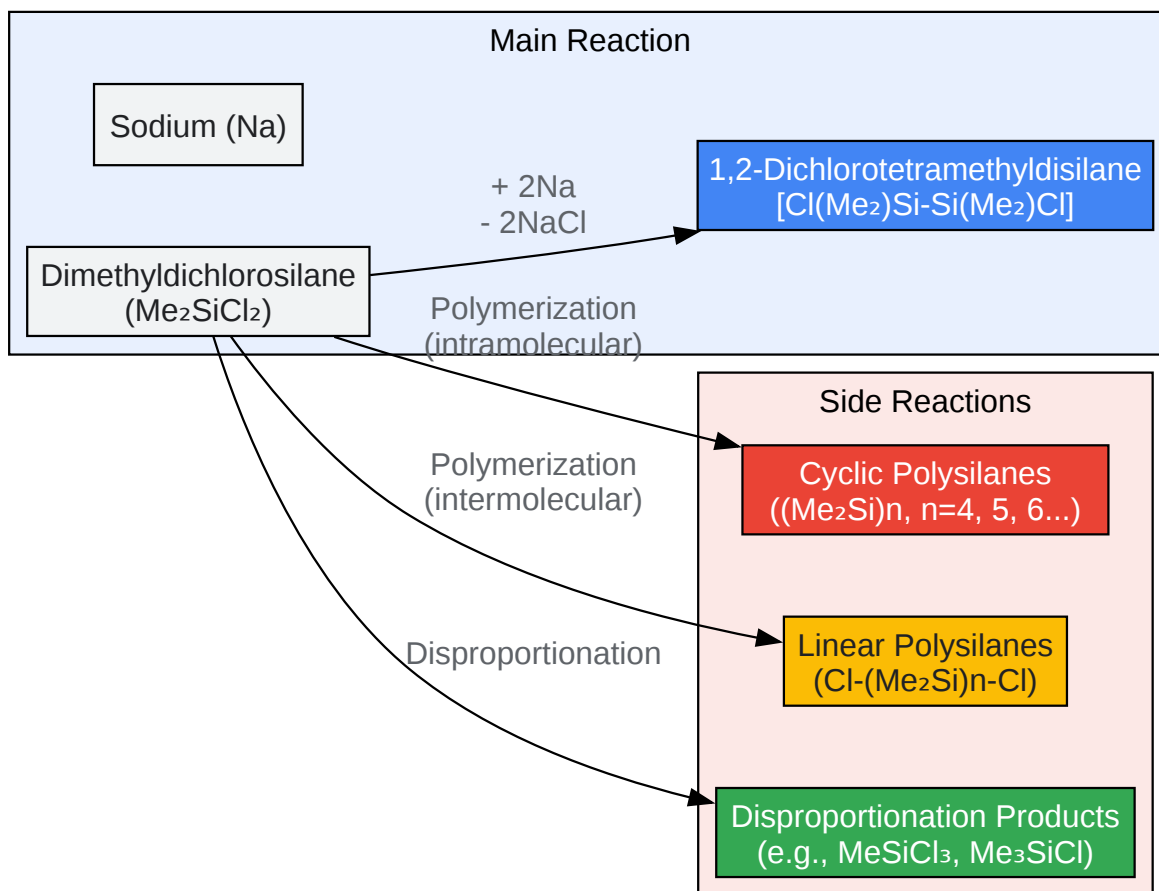 Main Reaction
Sodium (Na)
1,2-Dichlorotetramethyldisilane
[Cl(Me₂)Si-Si(Me₂)Cl]
+ 2Na
- 2NaCl
Dimethyldichlorosilane
(Me₂SiCl₂)
Polymerization
(intramolecular)
Side Reactions
Cyclic Polysilanes
((Me₂Si)n, n=4, 5, 6...)
Polymerization
(intermolecular)
Linear Polysilanes
(Cl-(Me₂Si)n-Cl)
Disproportionation
Disproportionation Products
(e.g., MeSiCl₃, Me₃SiCl)